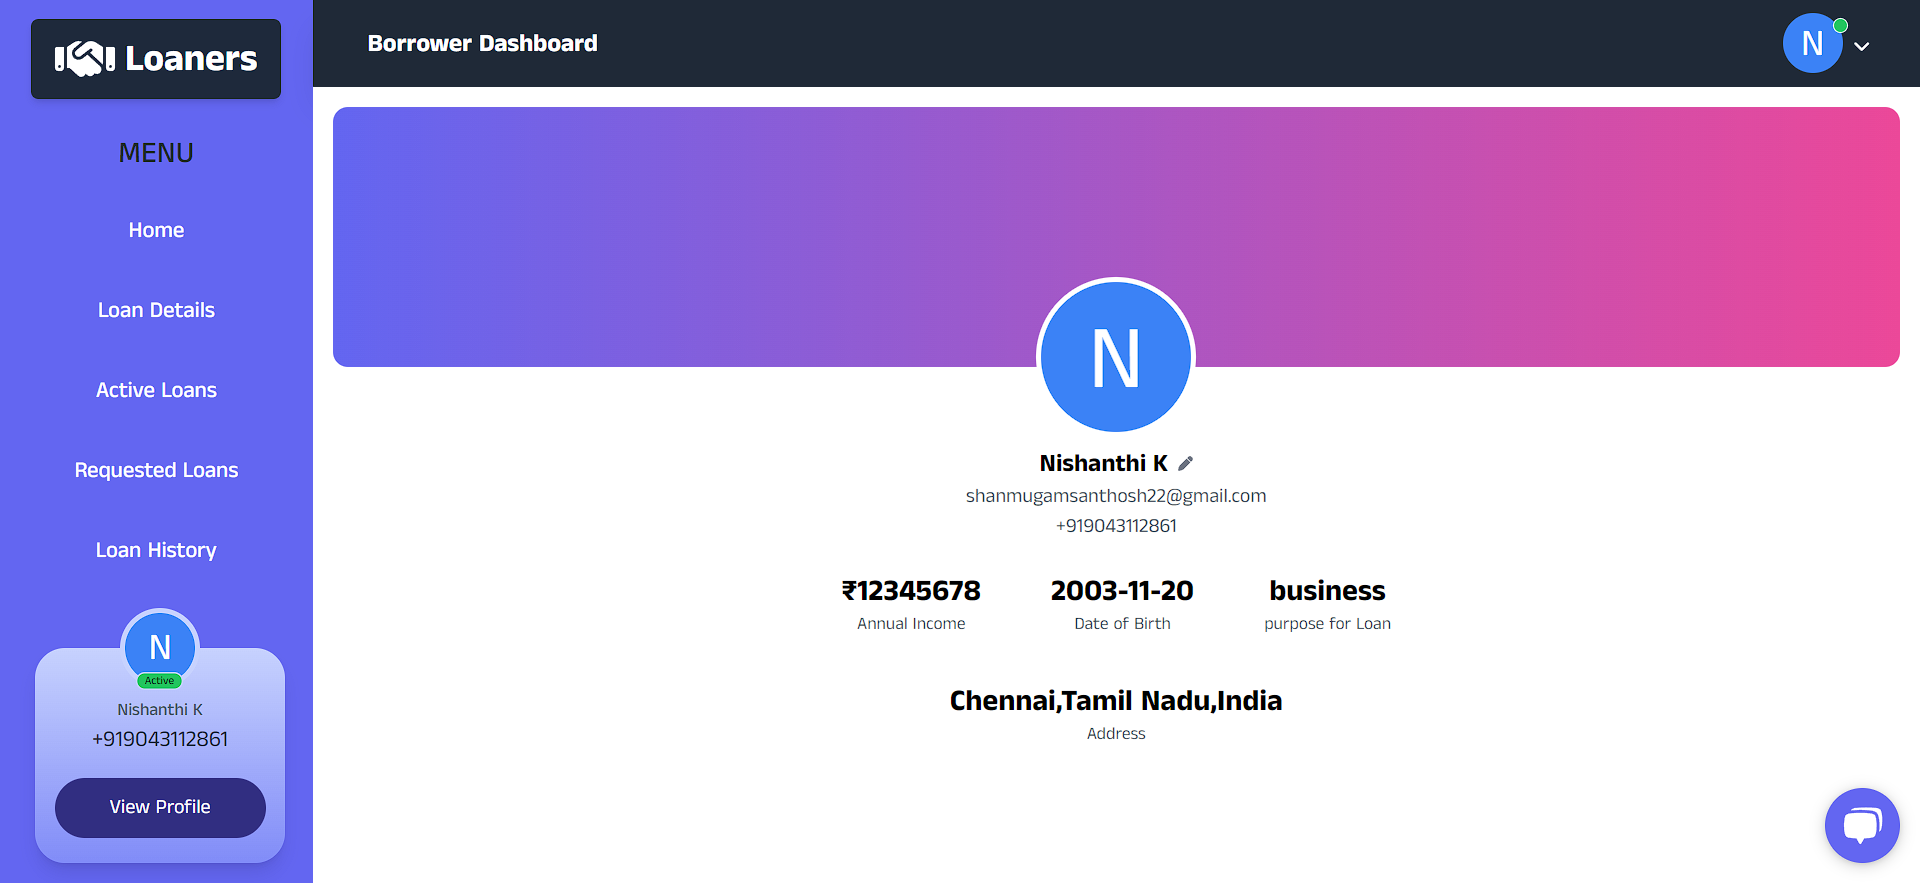 Loaners
MENU
Home
Loan Details
Active Loans
Requested Loans
Loan History
N
Active
Nishanthi K
+919043112861
View Profile
Borrower Dashboard
N
N
Nishanthi K
shanmugamsanthosh22@gmail.com
+919043112861
₹12345678
Annual Income
2003-11-20
Date of Birth
business
purpose for Loan
Chennai,Tamil Nadu,India
Address